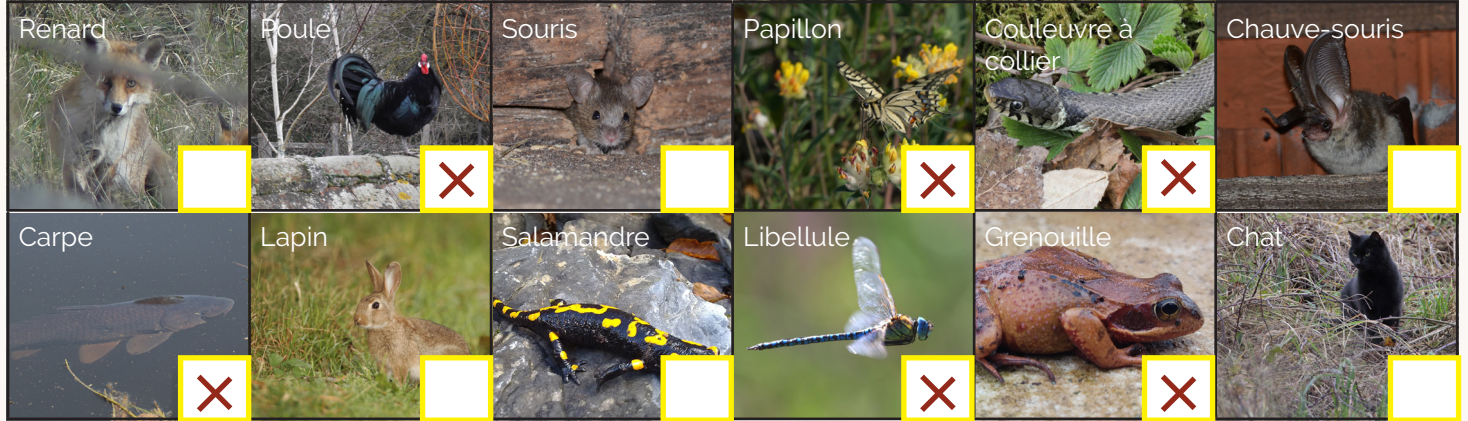 Renard
Poule
Souris
Papillon
Couleuvre à
collier
Chauve-souris
Carpe
Lapin
Salamandre
Libellule
Grenouille
Chat